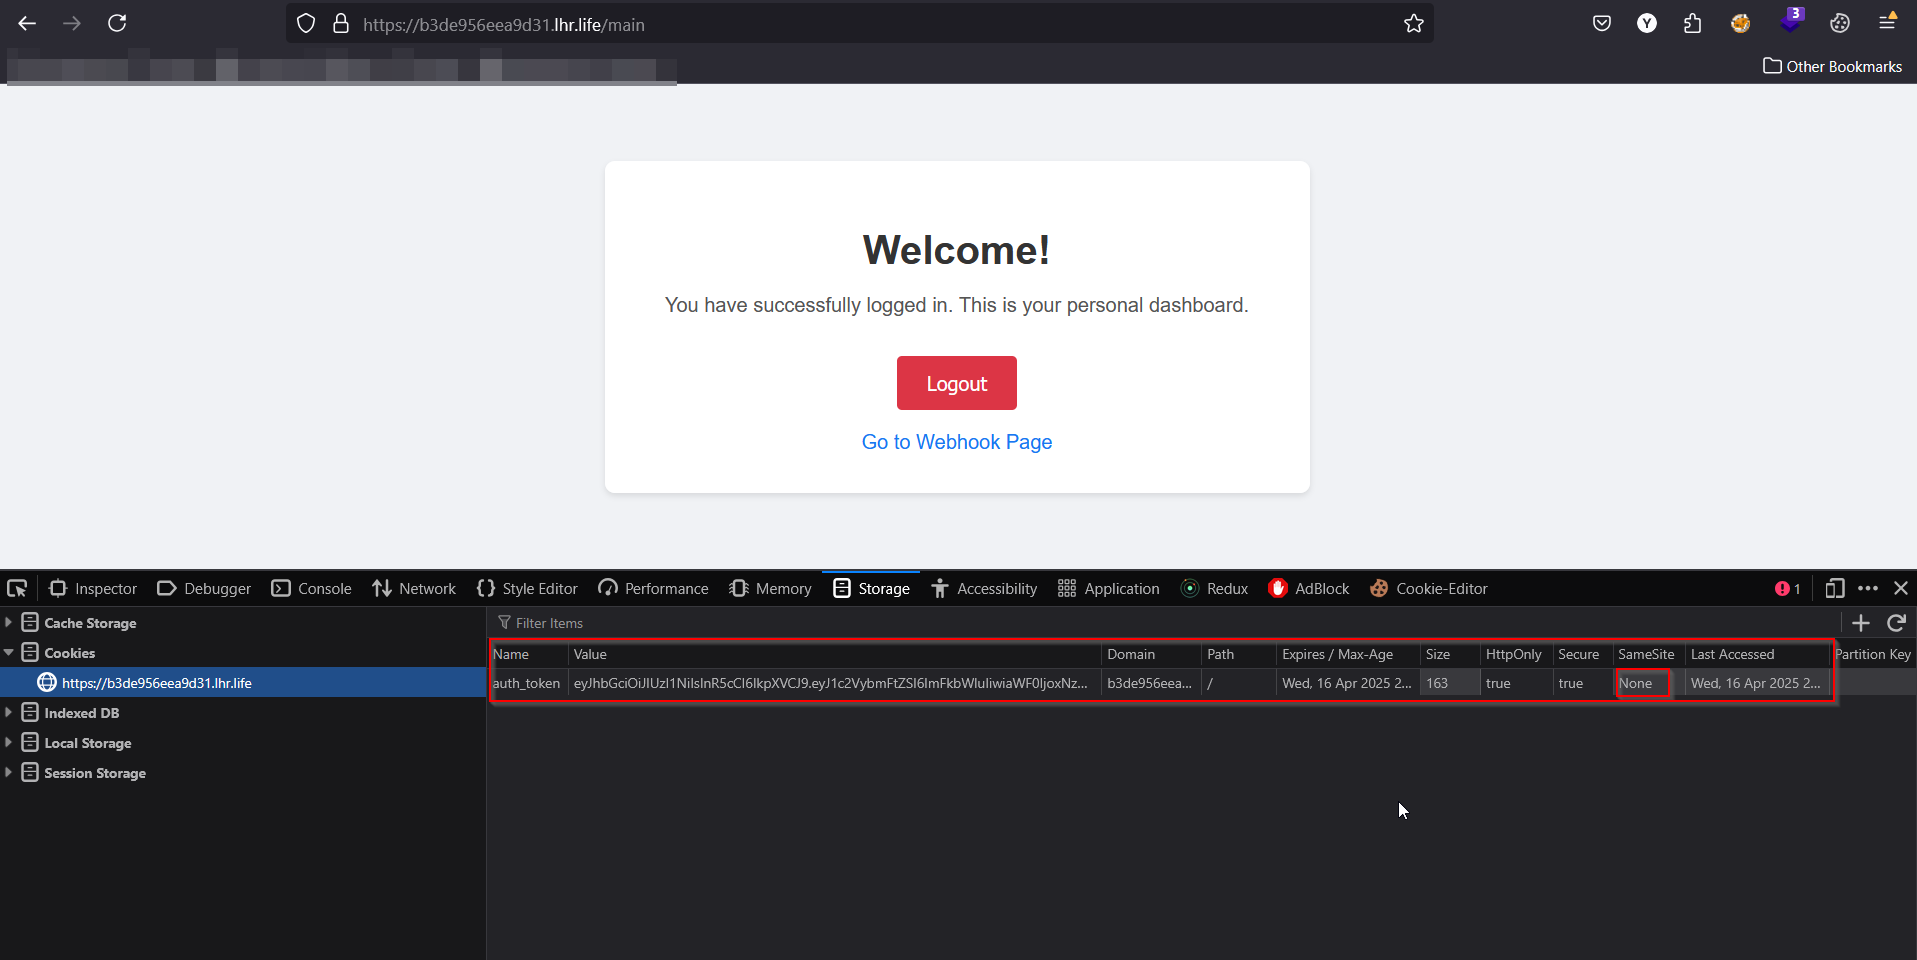 https://b3de956eea9d31.lhr.life/main
Y
3
Other Bookmarks
Welcome!
You have successfully logged in. This is your personal dashboard.
Logout
Go to Webhook Page
Inspector Debugger Console Network Style Editor Performance Memory Storage Accessibility Application Redux AdBlock Cookie-Editor 1
Cache Storage
Filter Items
Cookies
Name Value Domain Path Expires / Max-Age Size HttpOnly Secure SameSite Last Accessed Partition Key
https://b3de956eea9d31.lhr.life
auth_token eyJhbGciOiJIUzI1NiIsInR5cCI6IkpXVCJ9.eyJ1c2VybmFtZSI6ImFkbWluIiwiaWF0IjoxNz... b3de956eea... / Wed, 16 Apr 2025 2... 163 true true None Wed, 16 Apr 2025 2...
Indexed DB
Local Storage
Session Storage